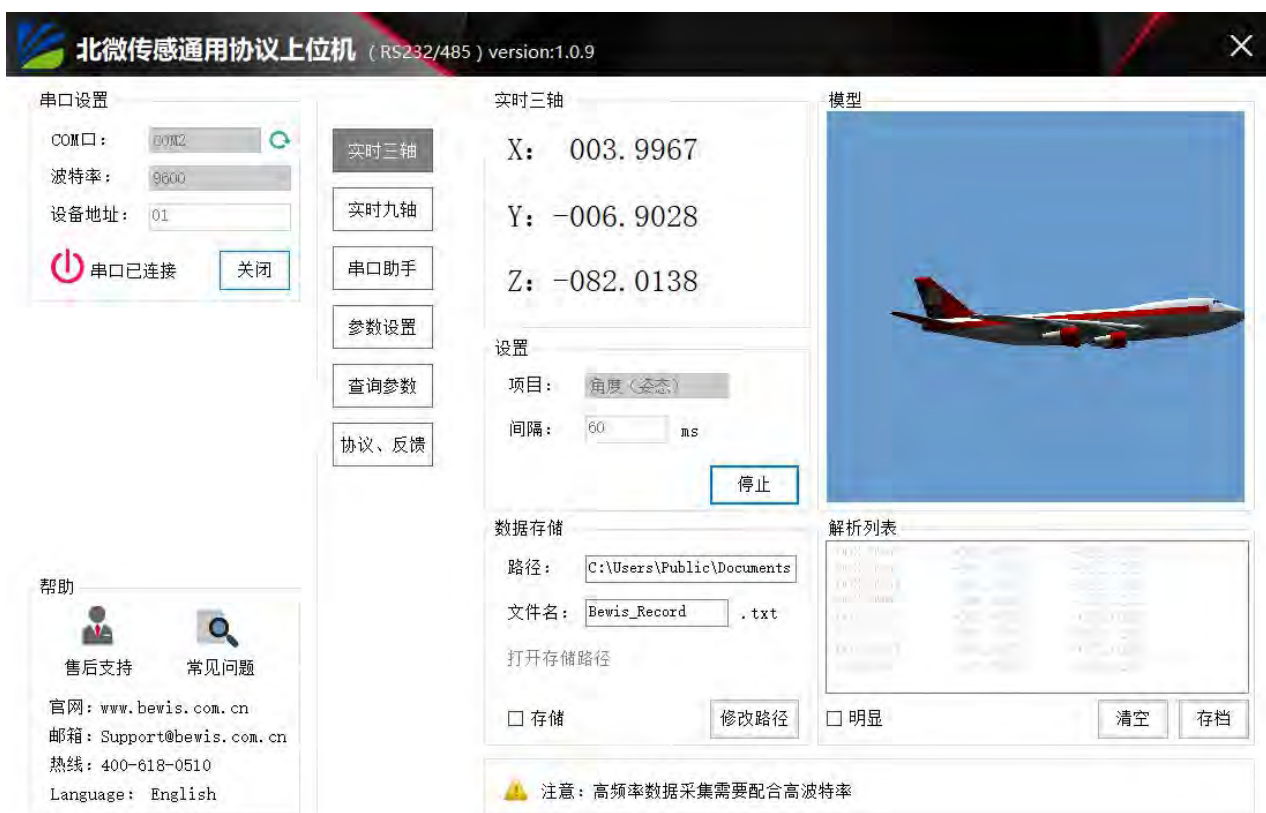 北微传感通用协议上位机 (RS232/485) version:1.0.9
串口设置
COM口： COM2
波特率： 9600
设备地址： 01
串口已连接 关闭
实时三轴
实时九轴
串口助手
参数设置
查询参数
协议、反馈
实时三轴
X： 003.9967
Y： -006.9028
Z： -082.0138
设置
项目： 角度（姿态）
间隔： 60 ms
停止
模型
数据存储
路径： C:\Users\Public\Documents
文件名： Bewis_Record .txt
打开存储路径
存储 修改路径
解析列表
明显 清空 存档
帮助
售后支持 常见问题
官网：www.bewis.com.cn
邮箱：Support@bewis.com.cn
热线：400-618-0510
Language： English
注意：高频率数据采集需要配合高波特率